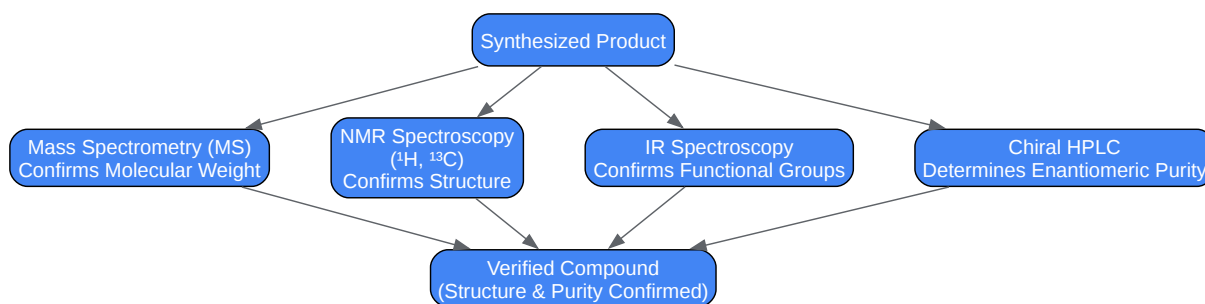 Synthesized Product
Mass Spectrometry (MS)
Confirms Molecular Weight
NMR Spectroscopy
(¹H, ¹³C)
Confirms Structure
IR Spectroscopy
Confirms Functional Groups
Chiral HPLC
Determines Enantiomeric Purity
Verified Compound
(Structure & Purity Confirmed)